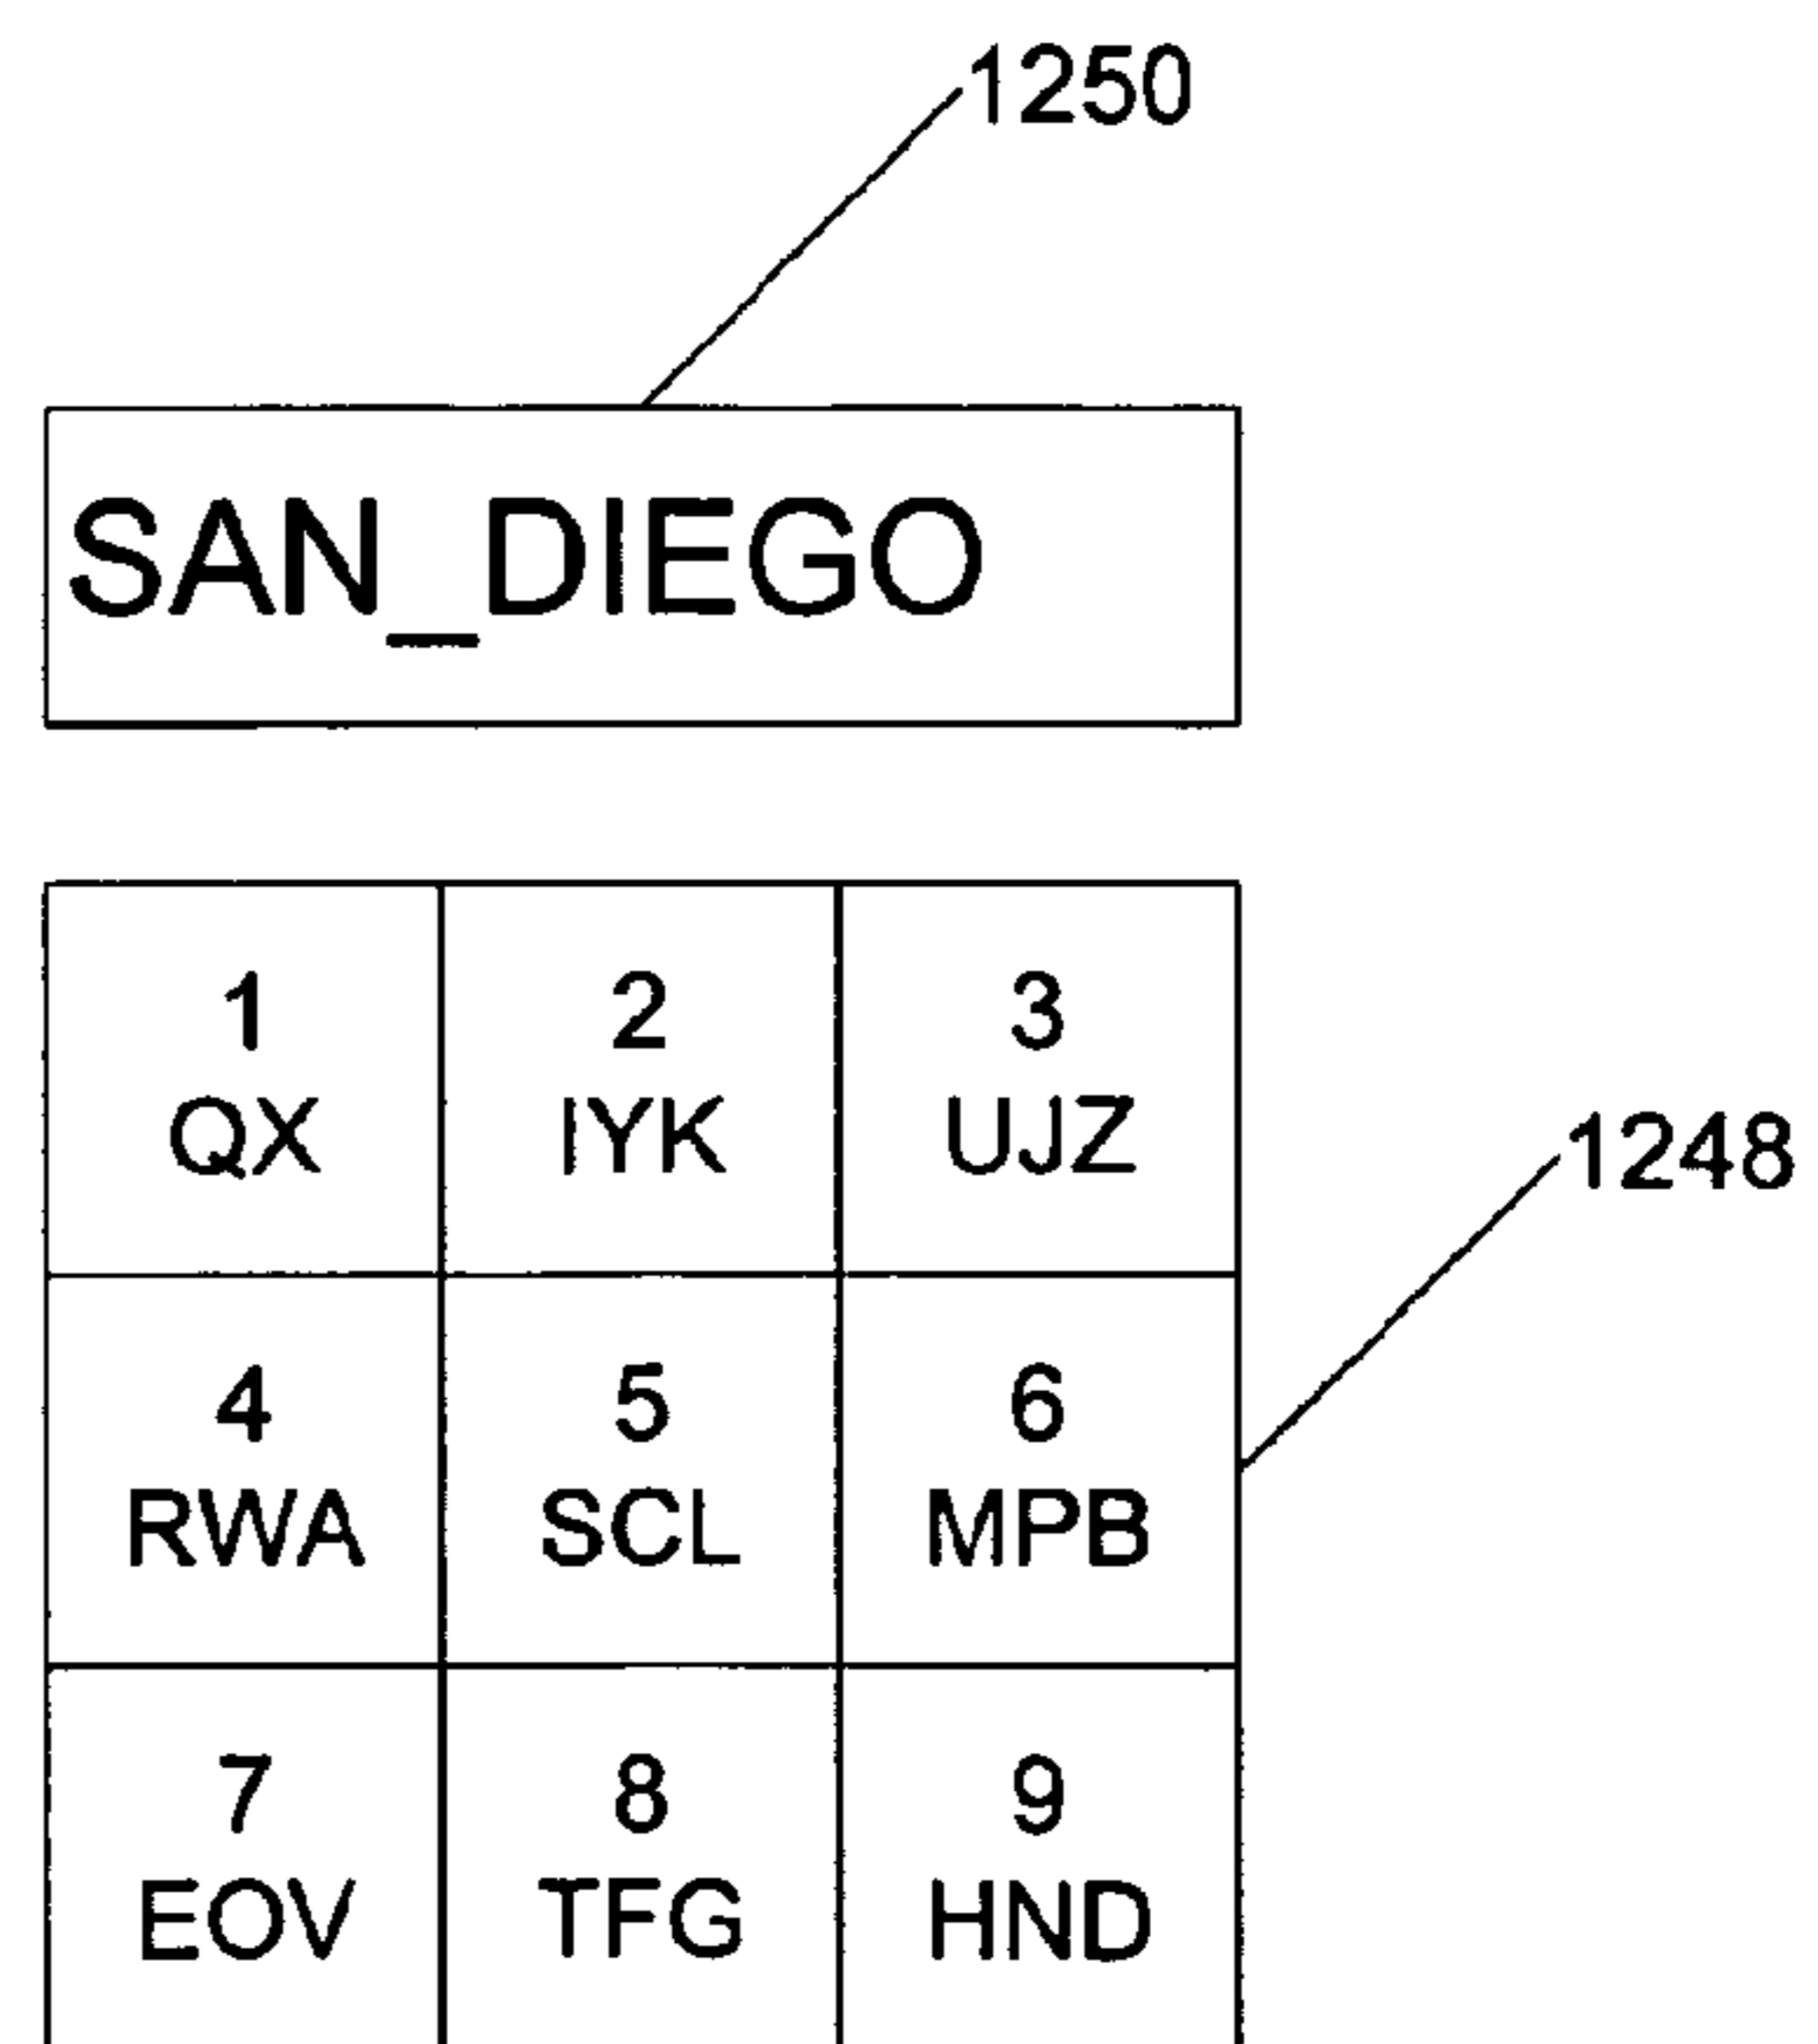 1250
SAN_DIEGO
1 2 3
QX IYK UJZ
1248
4 5 6
RWA SCL MPB
7 8 9
EOV TFG HND